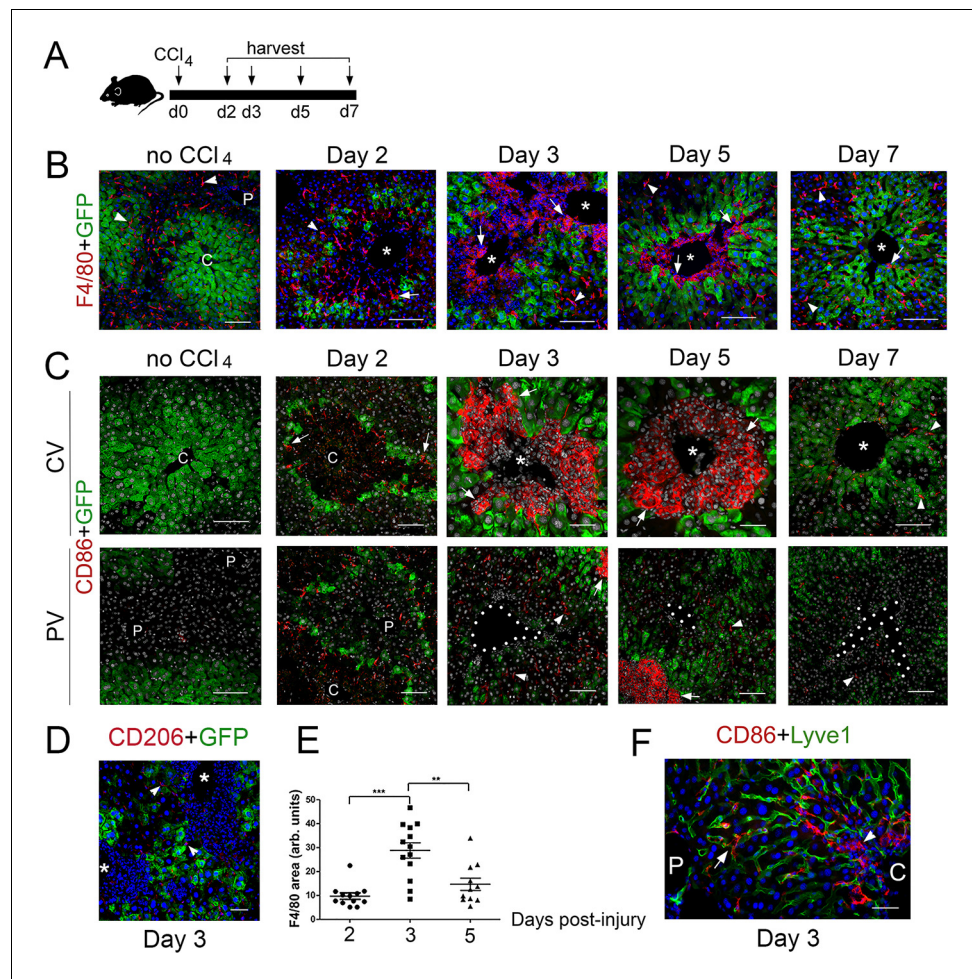 A
CCl4
harvest
d0 d2 d3 d5 d7
B
no CCl4 Day 2 Day 3 Day 5 Day 7
F4/80+GFP
P
C
*
*
*
*
*
C
no CCl4 Day 2 Day 3 Day 5 Day 7
CD86+GFP
CV
C
C
*
*
*
PV
P
P
P
C
D
CD206+GFP
*
*
Day 3
E
*** **
F4/80 area (arb. units)
50
40
30
20
10
0
2 3 5
Days post-injury
F
CD86+Lyve1
P
C
Day 3